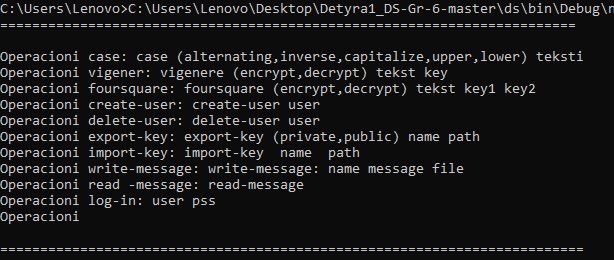 C:\Users\Lenovo>C:\Users\Lenovo\Desktop\Detyra1_DS-Gr-6-master\ds\bin\Debug\n
========================================================================
Operacioni case: case (alternating,inverse,capitalize,upper,lower) teksti
Operacioni vigener: vigenere (encrypt,decrypt) tekst key
Operacioni foursquare: foursquare (encrypt,decrypt) tekst key1 key2
Operacioni create-user: create-user user
Operacioni delete-user: delete-user user
Operacioni export-key: export-key (private,public) name path
Operacioni import-key: import-key  name  path
Operacioni write-message: write-message: name message file
Operacioni read -message: read-message
Operacioni log-in: user pss
Operacioni
=========================================================================